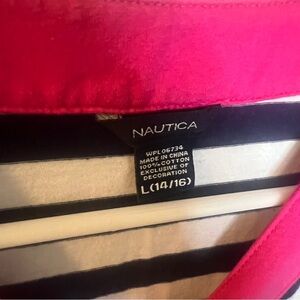 NAUTICA
WPL06734
MADE IN CHINA
100% COTTON
EXCLUSIVE OF
DECORATION
L(14/16)